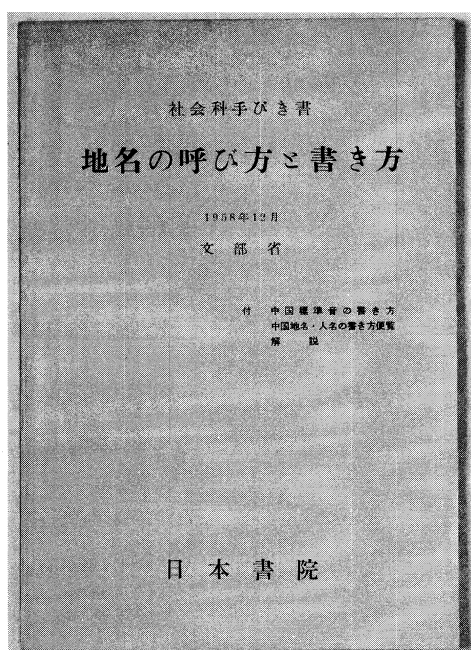 社会科手びき書
地名の呼び方と書き方
1958年12月
文部省
付 中国標準音の書き方
中国地名・人名の書き方便覧
解説
日本書院